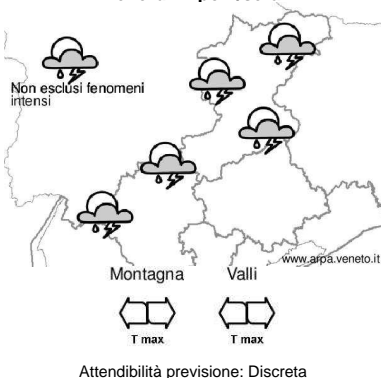 Non esclusi fenomeni
intensi
www.arpa.veneto.it
Montagna Valli
T max T max
Attendibilità previsione: Discreta